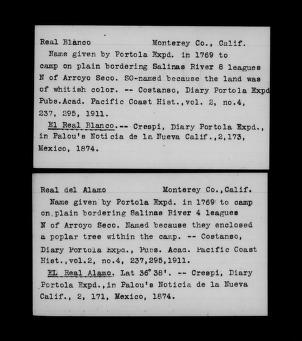 Real Blanco Monterey Co., Calif.
Name given by Portola Expd. in 1769 to
camp on plain bordering Salinas River 8 leagues
N of Arroyo Seco. SO-named because the land was
of whitish color. -- Costanso, Diary Portola Expd
Pubs.Acad. Pacific Coast Hist.,vol. 2, no.4,
237, 295, 1911.
El Real Blanco.-- Crespi, Diary Portola Expd.,
in Palou's Noticia de la Nueva Calif.,2,173,
Mexico, 1874.
Real del Alamo Monterey Co.,Calif.
Name given by Portola Expd. in 1769 to camp
on plain bordering Salinas River 4 leagues
N of Arroyo Seco. Named because they enclosed
a poplar tree within the camp. -- Costanso,
Diary Portola Expd., Pubs. Acad. Pacific Coast
Hist.,vol.2, no.4, 237,295,1911.
EL Real Alamo. Lat 36°38'. -- Crespi, Diary
Portola Expd.,in Palou's Noticia de la Nueva
Calif., 2, 171, Mexico, 1874.